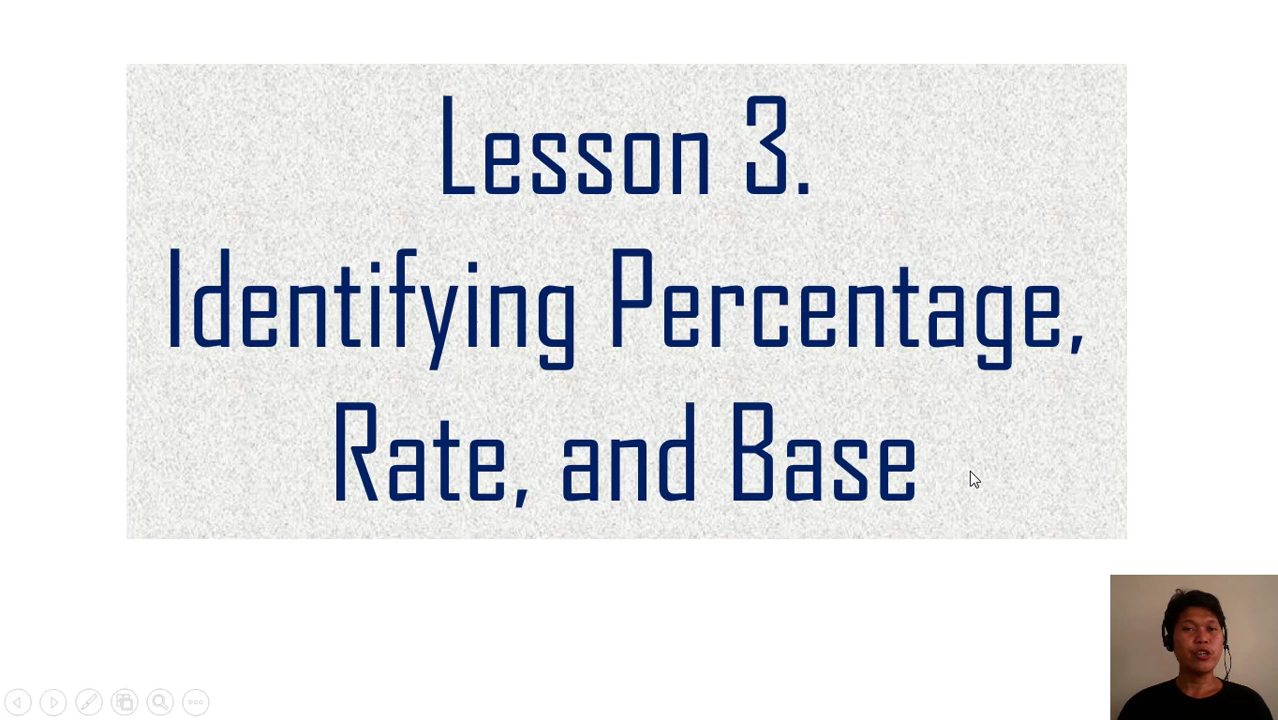 Lesson 3.
Identifying Percentage,
Rate, and Base